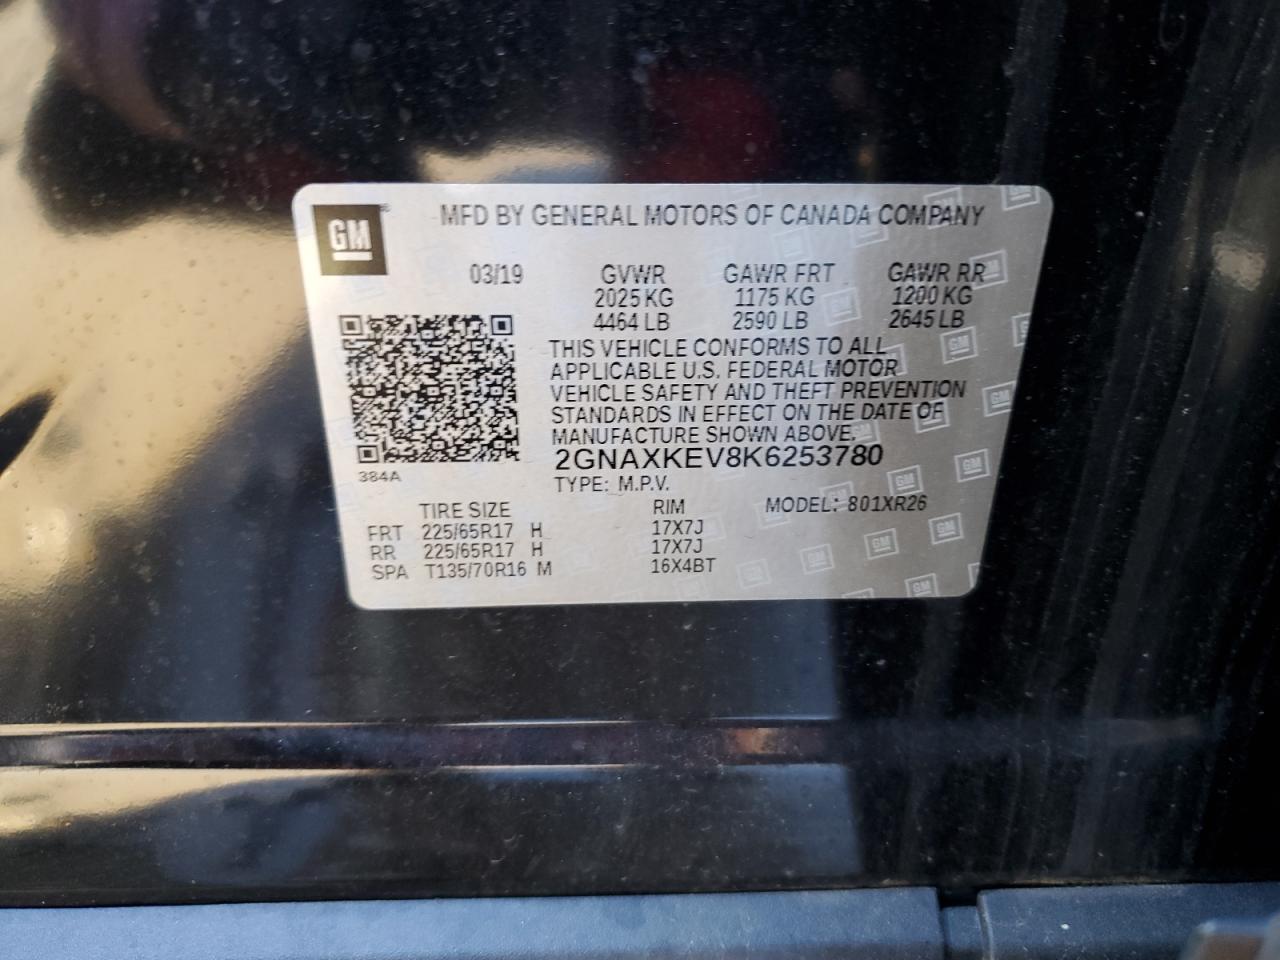 GM
MFD BY GENERAL MOTORS OF CANADA COMPANY
03/19 GVWR GAWR FRT GAWR RR
2025 KG 1175 KG 1200 KG
4464 LB 2590 LB 2645 LB
THIS VEHICLE CONFORMS TO ALL
APPLICABLE U.S. FEDERAL MOTOR
VEHICLE SAFETY AND THEFT PREVENTION
STANDARDS IN EFFECT ON THE DATE OF
MANUFACTURE SHOWN ABOVE.
2GNAXKEV8K6253780
384A
TYPE: M.P.V.
TIRE SIZE RIM MODEL: 801XR26
FRT 225/65R17 H 17X7J
RR 225/65R17 H 17X7J
SPA T135/70R16 M 16X4BT